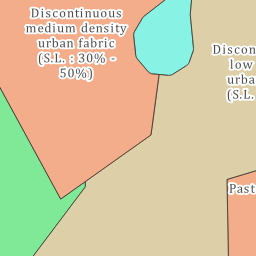 Discontinuous
medium density
urban fabric
(S.L. : 30% -
50%)
Discon
low
urba
(S.L.
Past